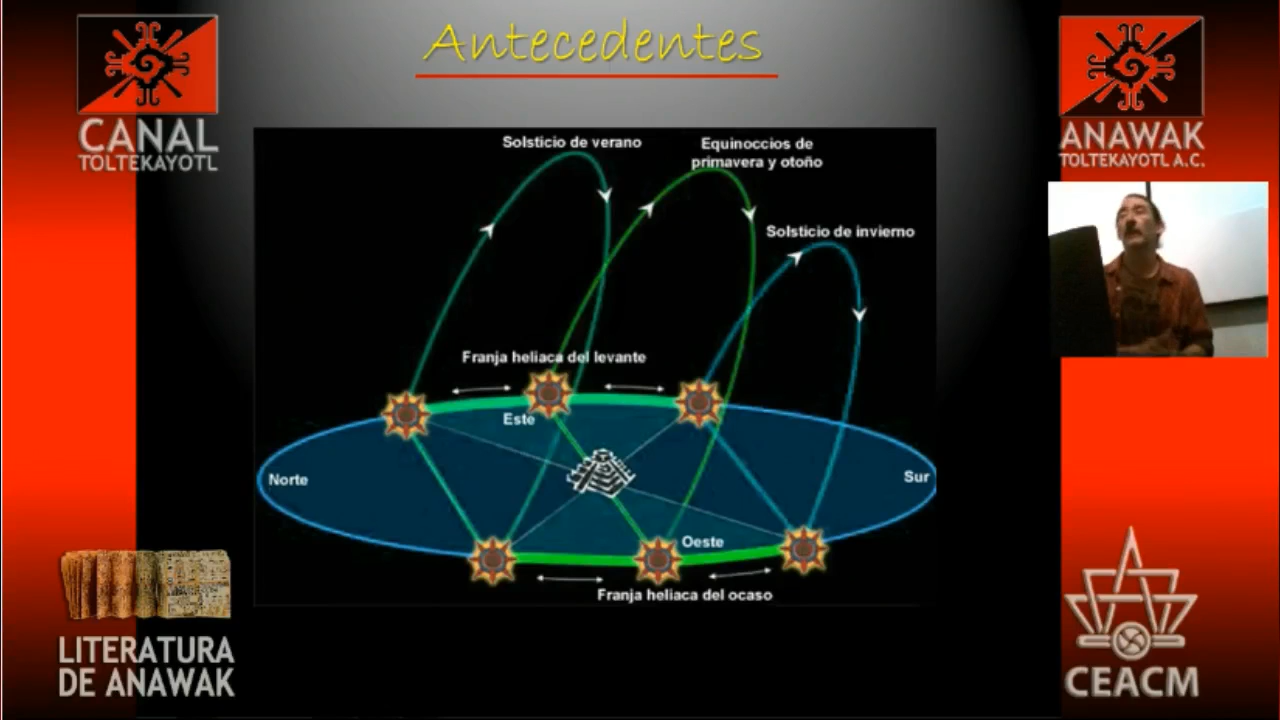 Antecedentes
CANAL
TOLTEKAYOTL
ANAWAK
TOLTEKAYOTL A.C.
Solsticio de verano
Equinoccios de
primavera y otoño
Solsticio de invierno
Franja heliaca del levante
Este
Norte
Sur
Oeste
Franja heliaca del ocaso
LITERATURA
DE ANAWAK
CEACM